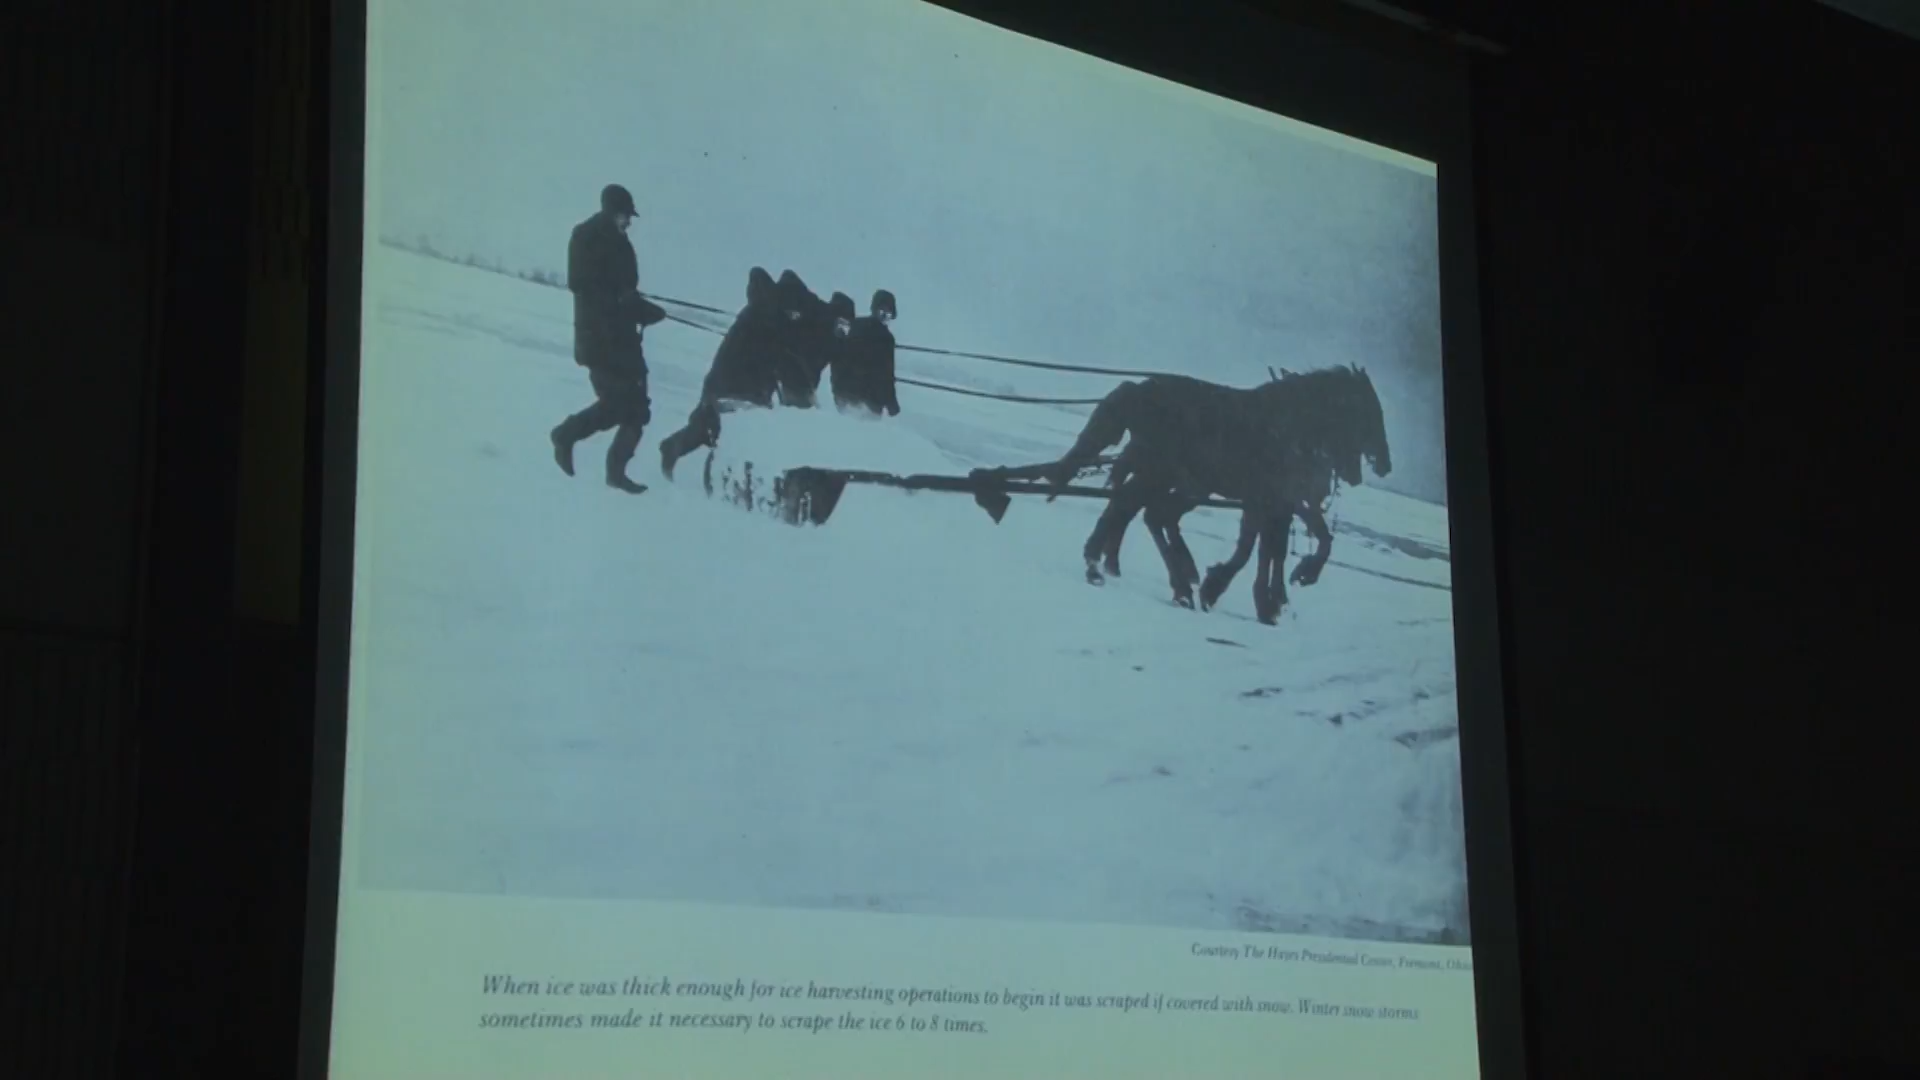 Courtesy The Hayes Presidential Center, Fremont, Ohio
When ice was thick enough for ice harvesting operations to begin it was scraped if covered with snow. Winter snow storms
sometimes made it necessary to scrape the ice 6 to 8 times.